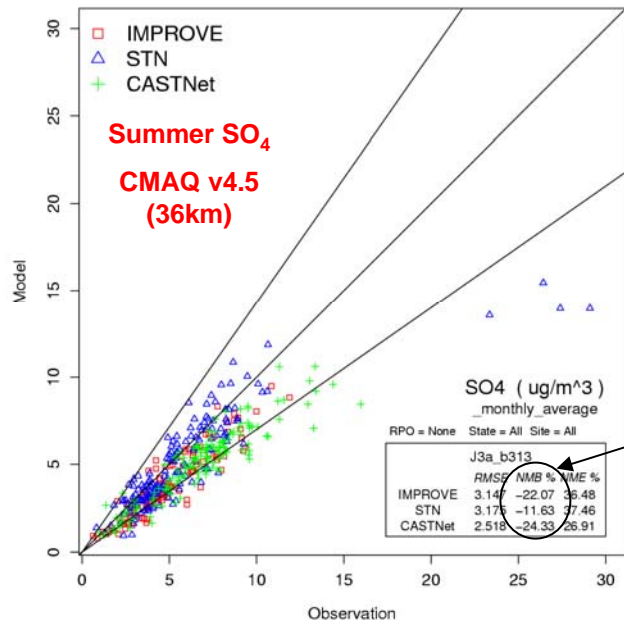 IMPROVE
STN
CASTNet
Summer SO4
CMAQ v4.5
(36km)
30
25
20
15
10
5
0
Model
SO4 ( ug/m^3 )
_monthly_average
RPO = None State = All Site = All
J3a_b313
RMSE NMB % NME %
IMPROVE 3.147 −22.07 36.48
STN 3.175 −11.63 37.46
CASTNet 2.518 −24.33 26.91
0 5 10 15 20 25 30
Observation